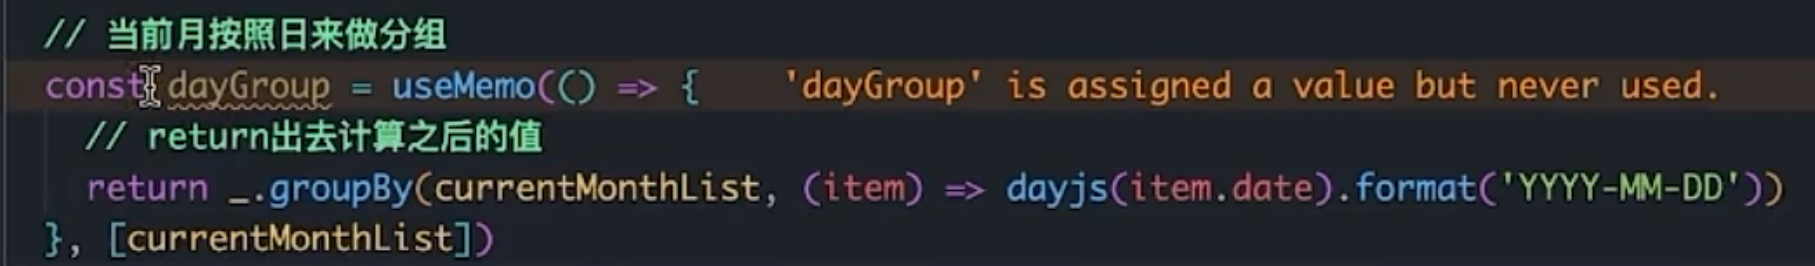 // 当前月按照日来做分组
const dayGroup = useMemo(() => { 'dayGroup' is assigned a value but never used.
// return出去计算之后的值
return _.groupBy(currentMonthList, (item) => dayjs(item.date).format('YYYY-MM-DD'))
}, [currentMonthList])